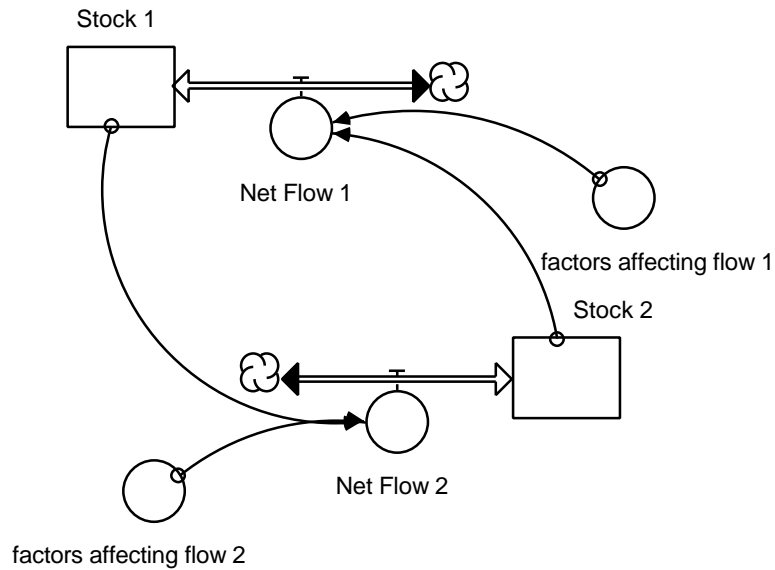 Stock 1
Net Flow 1
factors affecting flow 1
Stock 2
Net Flow 2
factors affecting flow 2